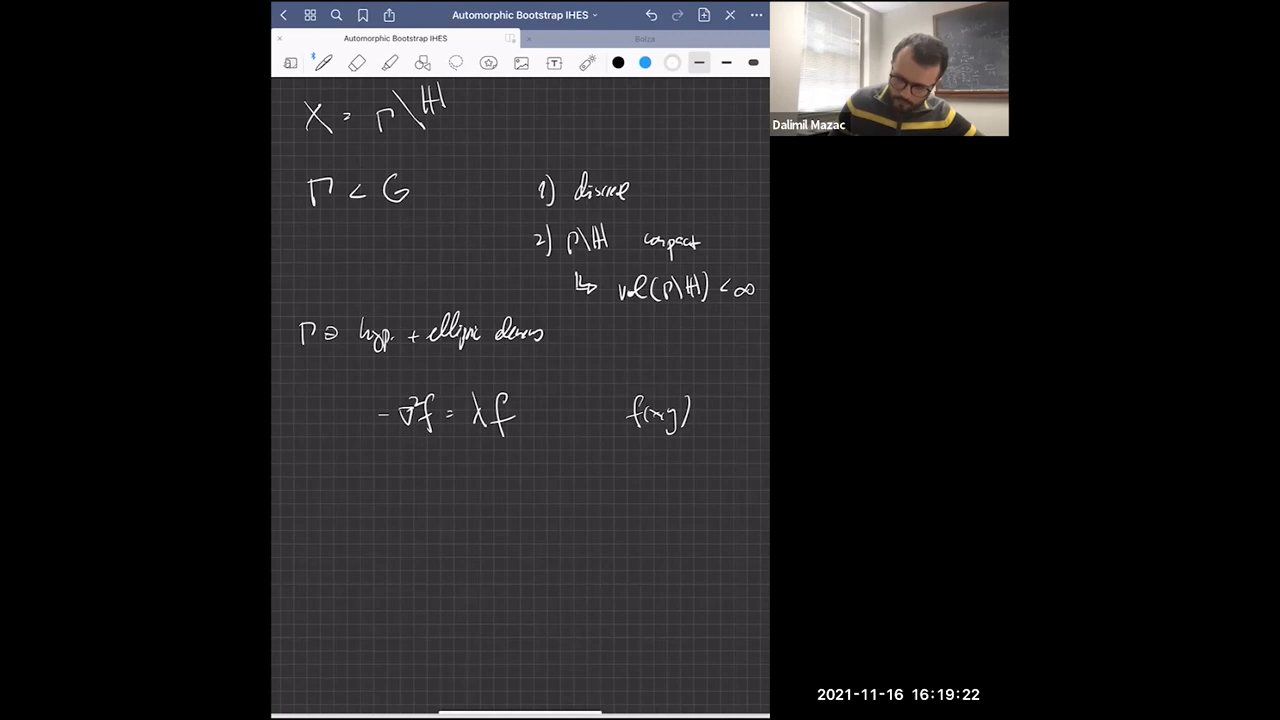 Automorphic Bootstrap IHES
Automorphic Bootstrap IHES
Bolza
Dalimil Mazac
X = Γ\ℍ
Γ < G
1) discrete
2) Γ\ℍ compact
↳ vol(Γ\ℍ) < ∞
Γ ∋ hyp. + elliptic
-∇²f = λf
f(x,y)
2021-11-16 16:19:22